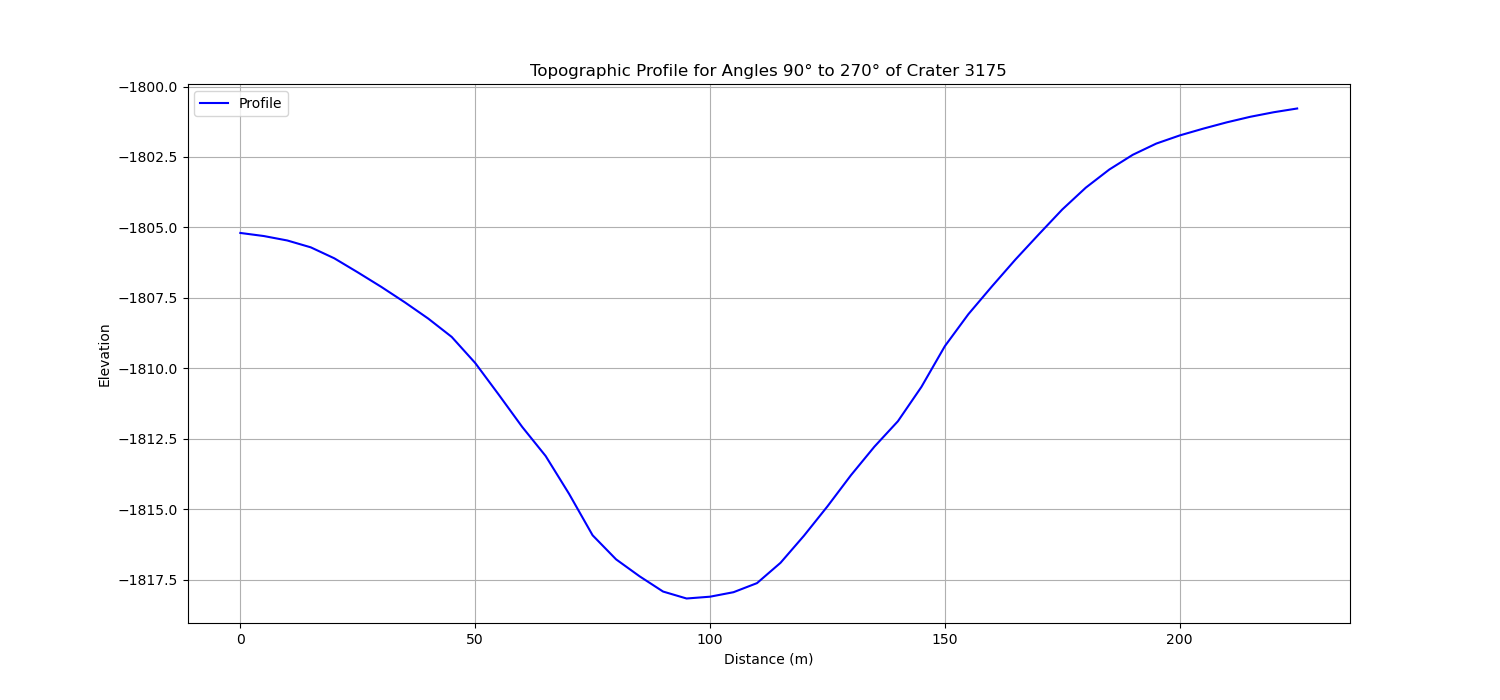 Topographic Profile for Angles 90° to 270° of Crater 3175
Profile
−1800.0
−1802.5
−1805.0
−1807.5
−1810.0
−1812.5
−1815.0
−1817.5
Elevation
0 50 100 150 200
Distance (m)